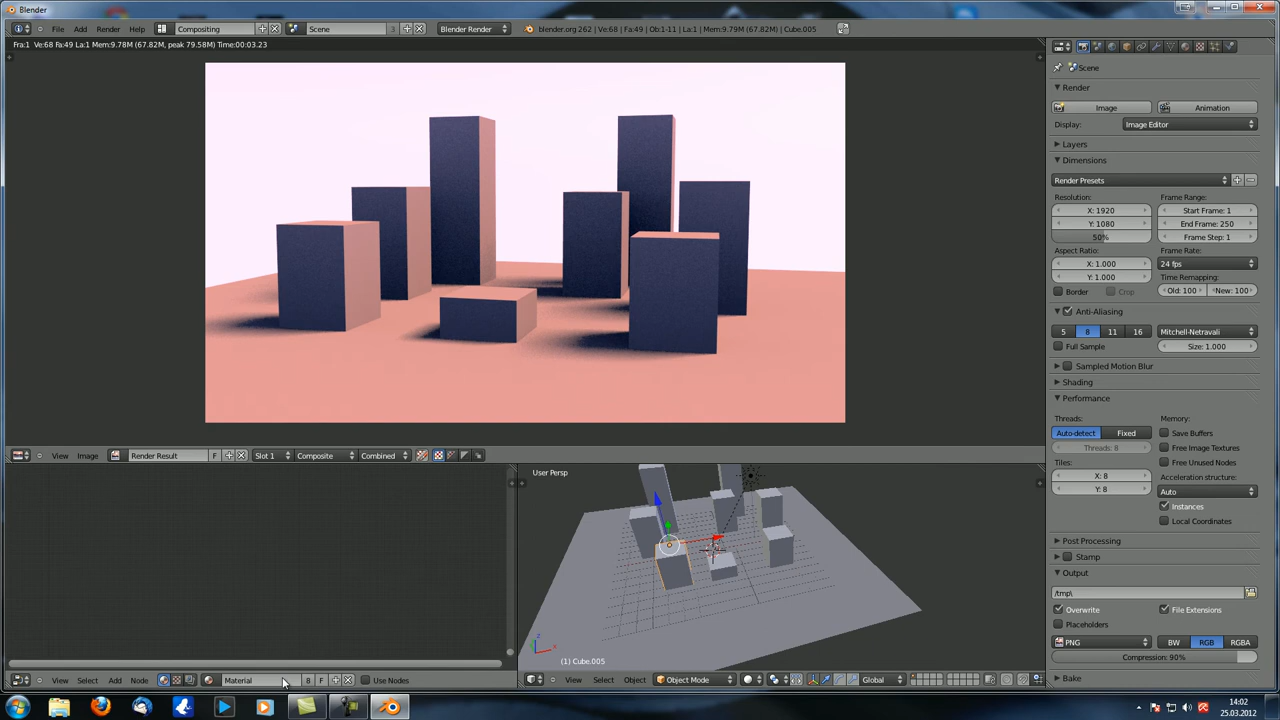 Blender
File
Add
Render
Help
Compositing
Scene
3
Blender Render
blender.org 262 | Ve:68 | Fa:49 | Ob:1-11 | La:1 | Mem:9.79M (67.82M) | Cube.005
Fra:1 Ve:68 Fa:49 La:1 Mem:9.78M (67.82M, peak 79.58M) Time:00:03.23
Scene
Render
Image
Animation
Display:
Image Editor
Layers
Dimensions
Render Presets
Resolution:
Frame Range:
X: 1920
Start Frame: 1
Y: 1080
End Frame: 250
50%
Frame Step: 1
Aspect Ratio:
Frame Rate:
X: 1.000
24 fps
Y: 1.000
Time Remapping:
Border
Crop
Old: 100
New: 100
Anti-Aliasing
5
8
11
16
Mitchell-Netravali
Full Sample
Size: 1.000
Sampled Motion Blur
Shading
Performance
Threads:
Memory:
Auto-detect
Fixed
Save Buffers
Threads: 8
Free Image Textures
Tiles:
Free Unused Nodes
X: 8
Acceleration structure:
Y: 8
Auto
Instances
Local Coordinates
Post Processing
Stamp
Output
/tmp\
Overwrite
File Extensions
Placeholders
PNG
BW
RGB
RGBA
Compression: 90%
Bake
View
Image
Render Result
F
Slot 1
Composite
Combined
User Persp
(1) Cube.005
View
Select
Add
Node
Material
8
F
Use Nodes
View
Select
Object
Object Mode
Global
14:02
25.03.2012